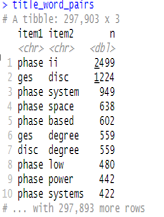 > title_word_pairs
# A tibble: 297,903 x 3
item1 item2 n
<chr> <chr> <dbl>
1 phase ii 2499
2 ges disc 1224
3 phase system 949
4 phase space 638
5 phase based 602
6 ges degree 559
7 disc degree 559
8 phase low 480
9 phase power 442
10 phase systems 422
# ... with 297,893 more rows